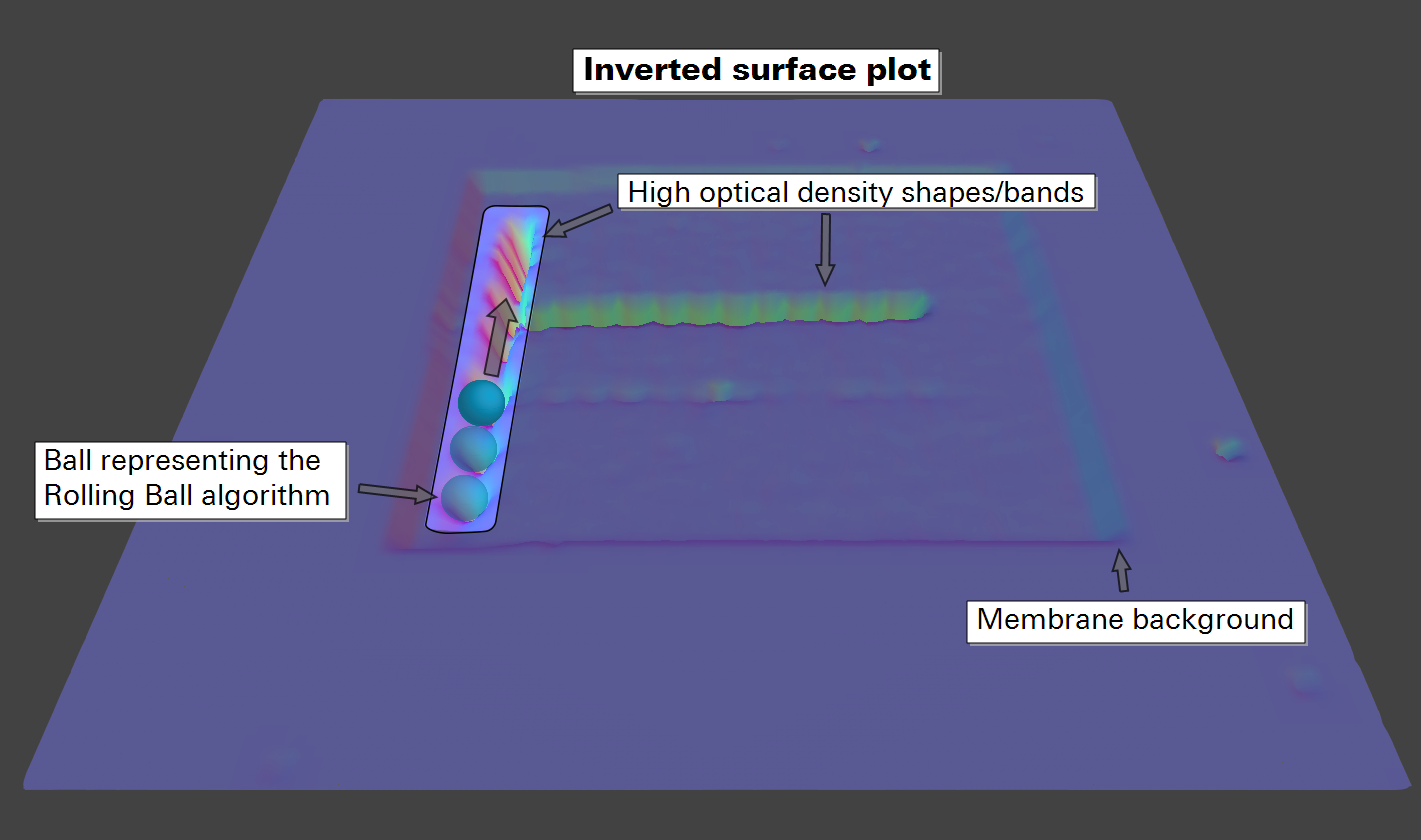 Inverted surface plot
High optical density shapes/bands
Ball representing the
Rolling Ball algorithm
Membrane background